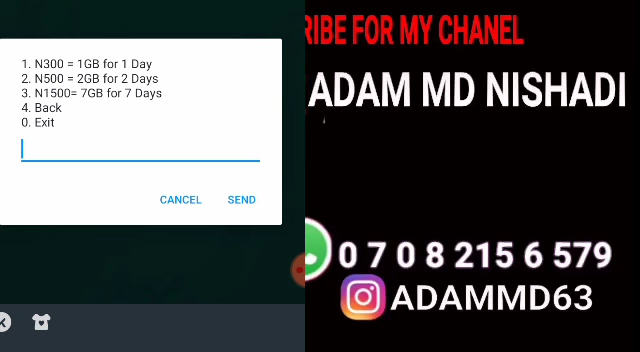 1. N300 = 1GB for 1 Day
2. N500 = 2GB for 2 Days
3. N1500= 7GB for 7 Days
4. Back
0. Exit
CANCEL SEND
RIBE FOR MY CHANEL
ADAM MD NISHADI
0 7 0 8 215 6 579
ADAMMD63